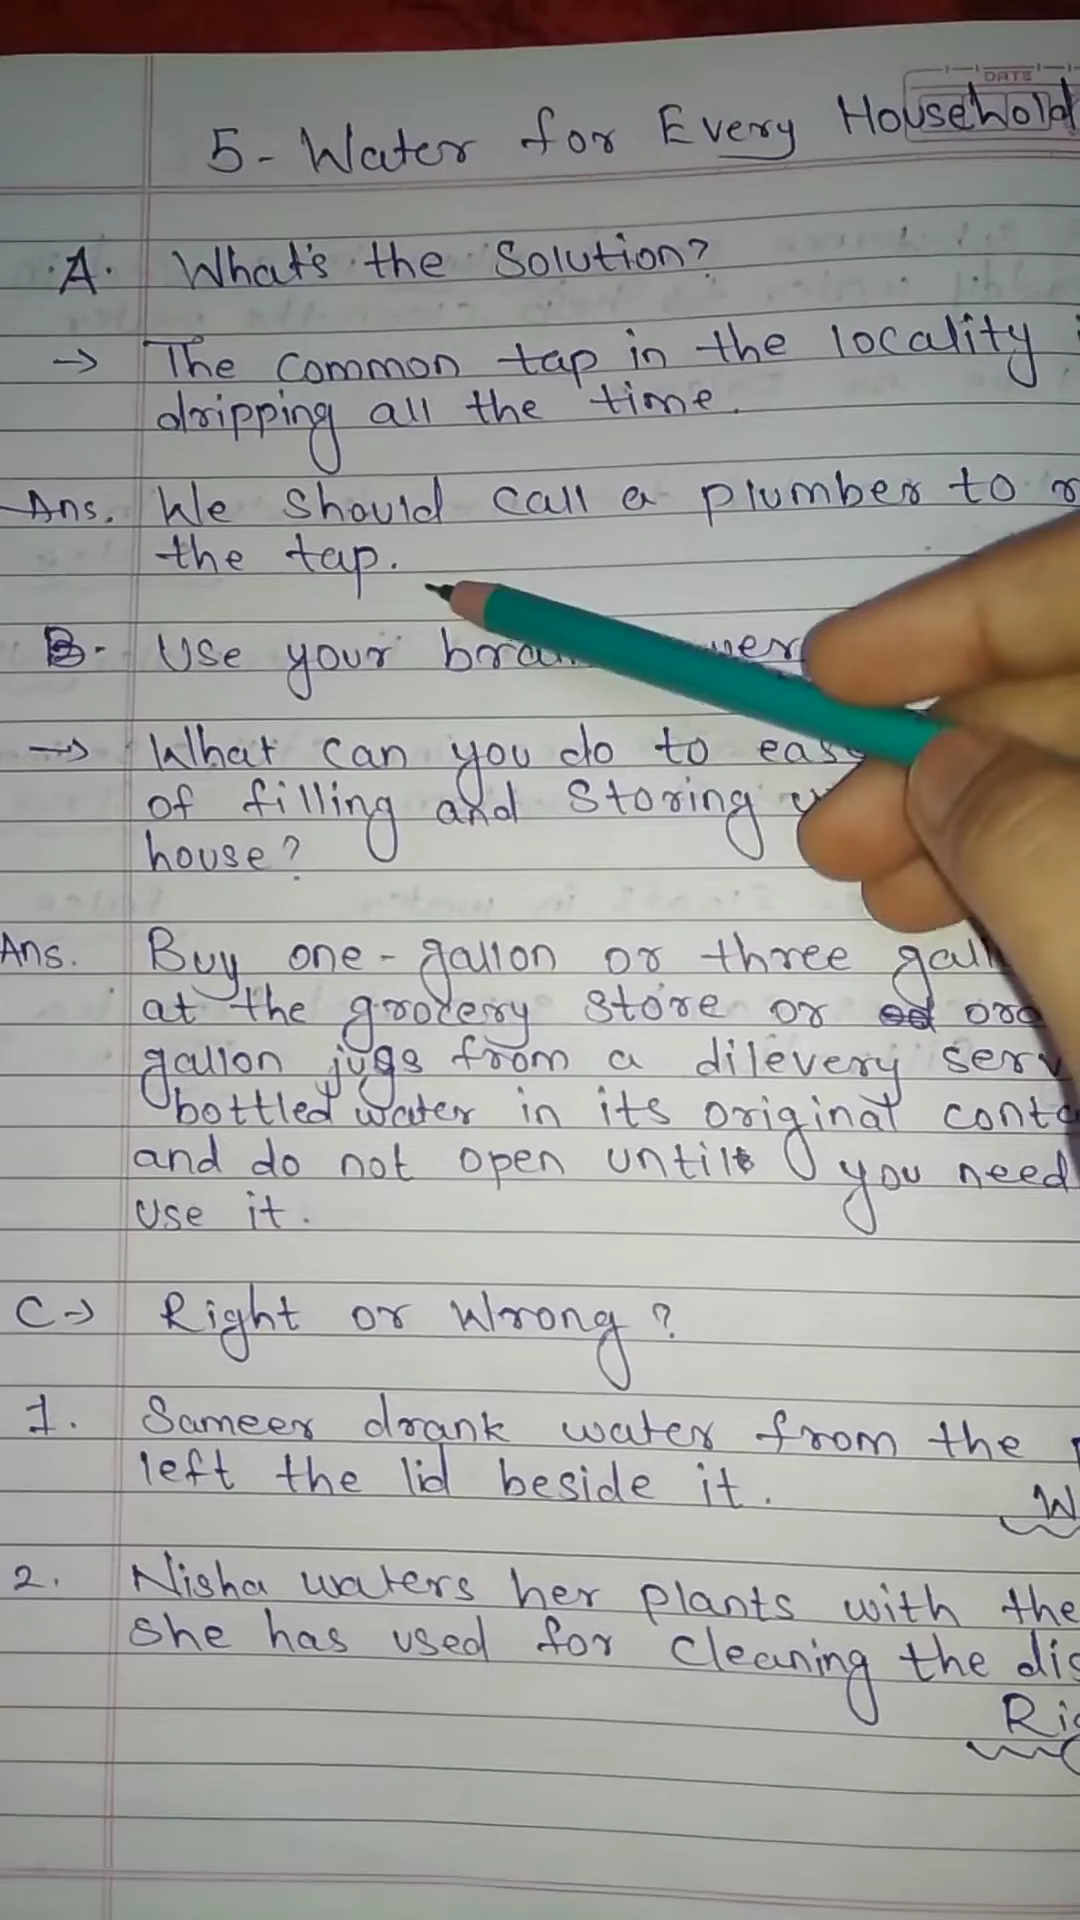 DATE
5- Water for Every Household
A. What's the Solution?
→ The common tap in the locality
dripping all the time.
Ans. We should call a plumber to
the tap.
B. Use your
→ What can you do to
of filling and storing
house?
Ans. Buy one-gallon or three
at the grocery store or
gallon jugs from a dilevery
bottled water in its original
and do not open until you need
use it.
C→ Right or Wrong?
1. Sameer drank water from the
left the lid beside it.
2. Nisha waters her plants with the
she has used for cleaning the